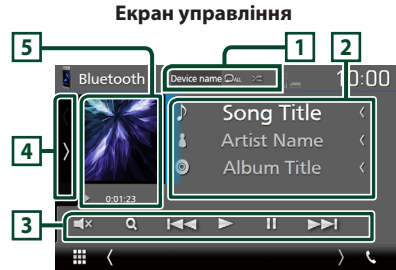 Екран управління
5
1
2
Bluetooth
Device name
ALL
10:00
Song Title
Artist Name
Album Title
4
0:01:23
3